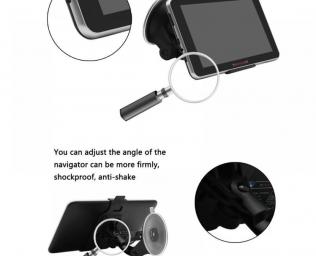 You can adjust the angle of the
navigator can be more firmly,
shockproof, anti-shake